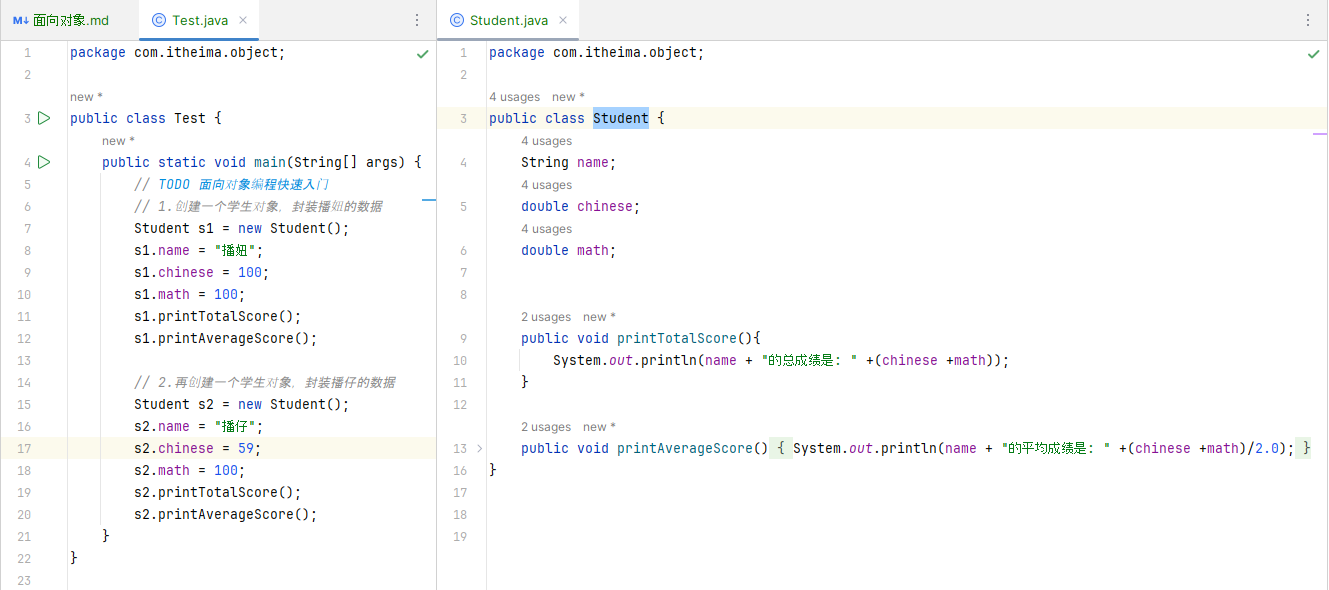 面向对象.md
Test.java
1 package com.itheima.object;
2
new *
3 public class Test {
new *
4 public static void main(String[] args) {
5 // TODO 面向对象编程快速入门
6 // 1.创建一个学生对象，封装播妞的数据
7 Student s1 = new Student();
8 s1.name = "播妞";
9 s1.chinese = 100;
10 s1.math = 100;
11 s1.printTotalScore();
12 s1.printAverageScore();
13
14 // 2.再创建一个学生对象，封装播仔的数据
15 Student s2 = new Student();
16 s2.name = "播仔";
17 s2.chinese = 59;
18 s2.math = 100;
19 s2.printTotalScore();
20 s2.printAverageScore();
21 }
22 }
23
Student.java
1 package com.itheima.object;
2
4 usages new *
3 public class Student {
4 usages
4 String name;
4 usages
5 double chinese;
4 usages
6 double math;
7
8
2 usages new *
9 public void printTotalScore(){
10 System.out.println(name + "的总成绩是：" +(chinese +math));
11 }
12
2 usages new *
13 public void printAverageScore() { System.out.println(name + "的平均成绩是：" +(chinese +math)/2.0); }
16 }
17
18
19